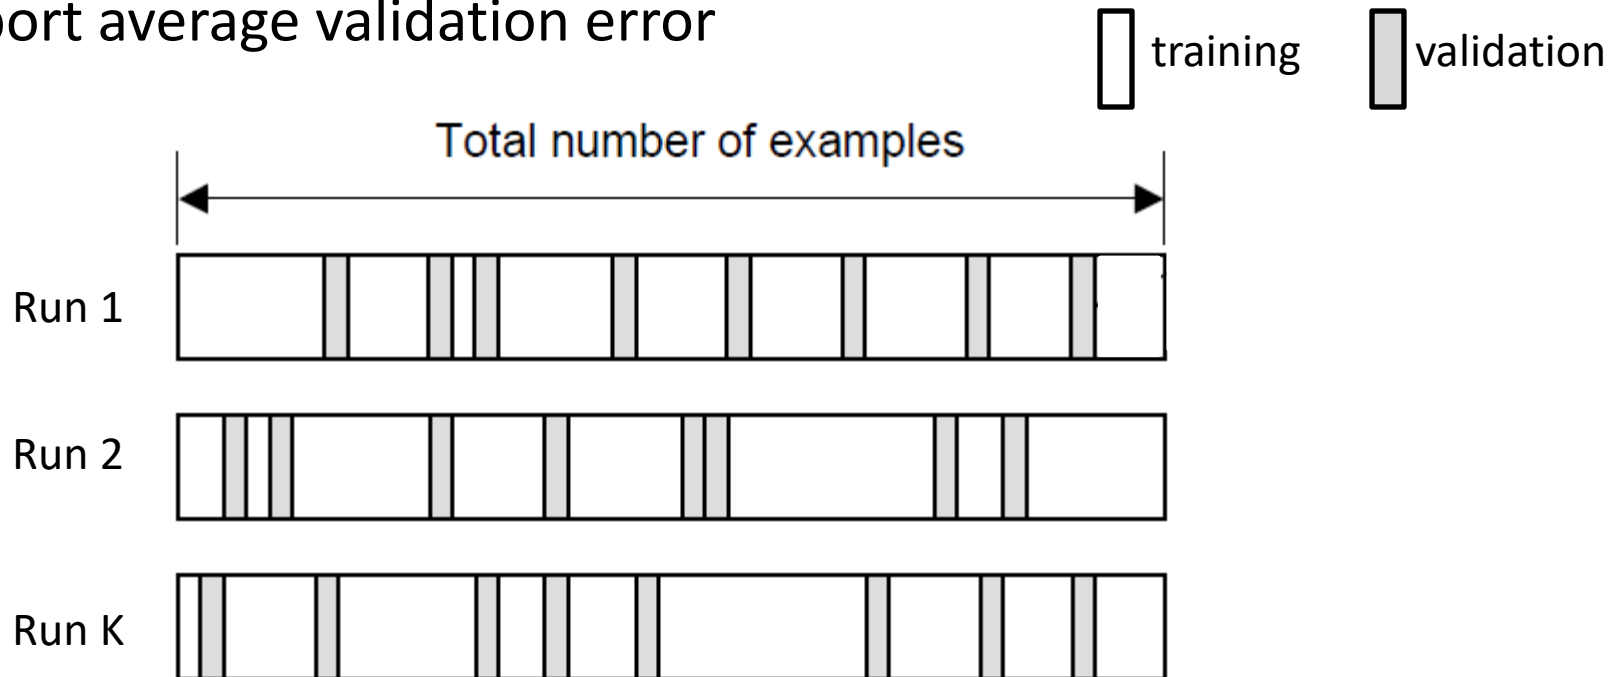 port average validation error
training
validation
Total number of examples
Run 1
Run 2
Run K